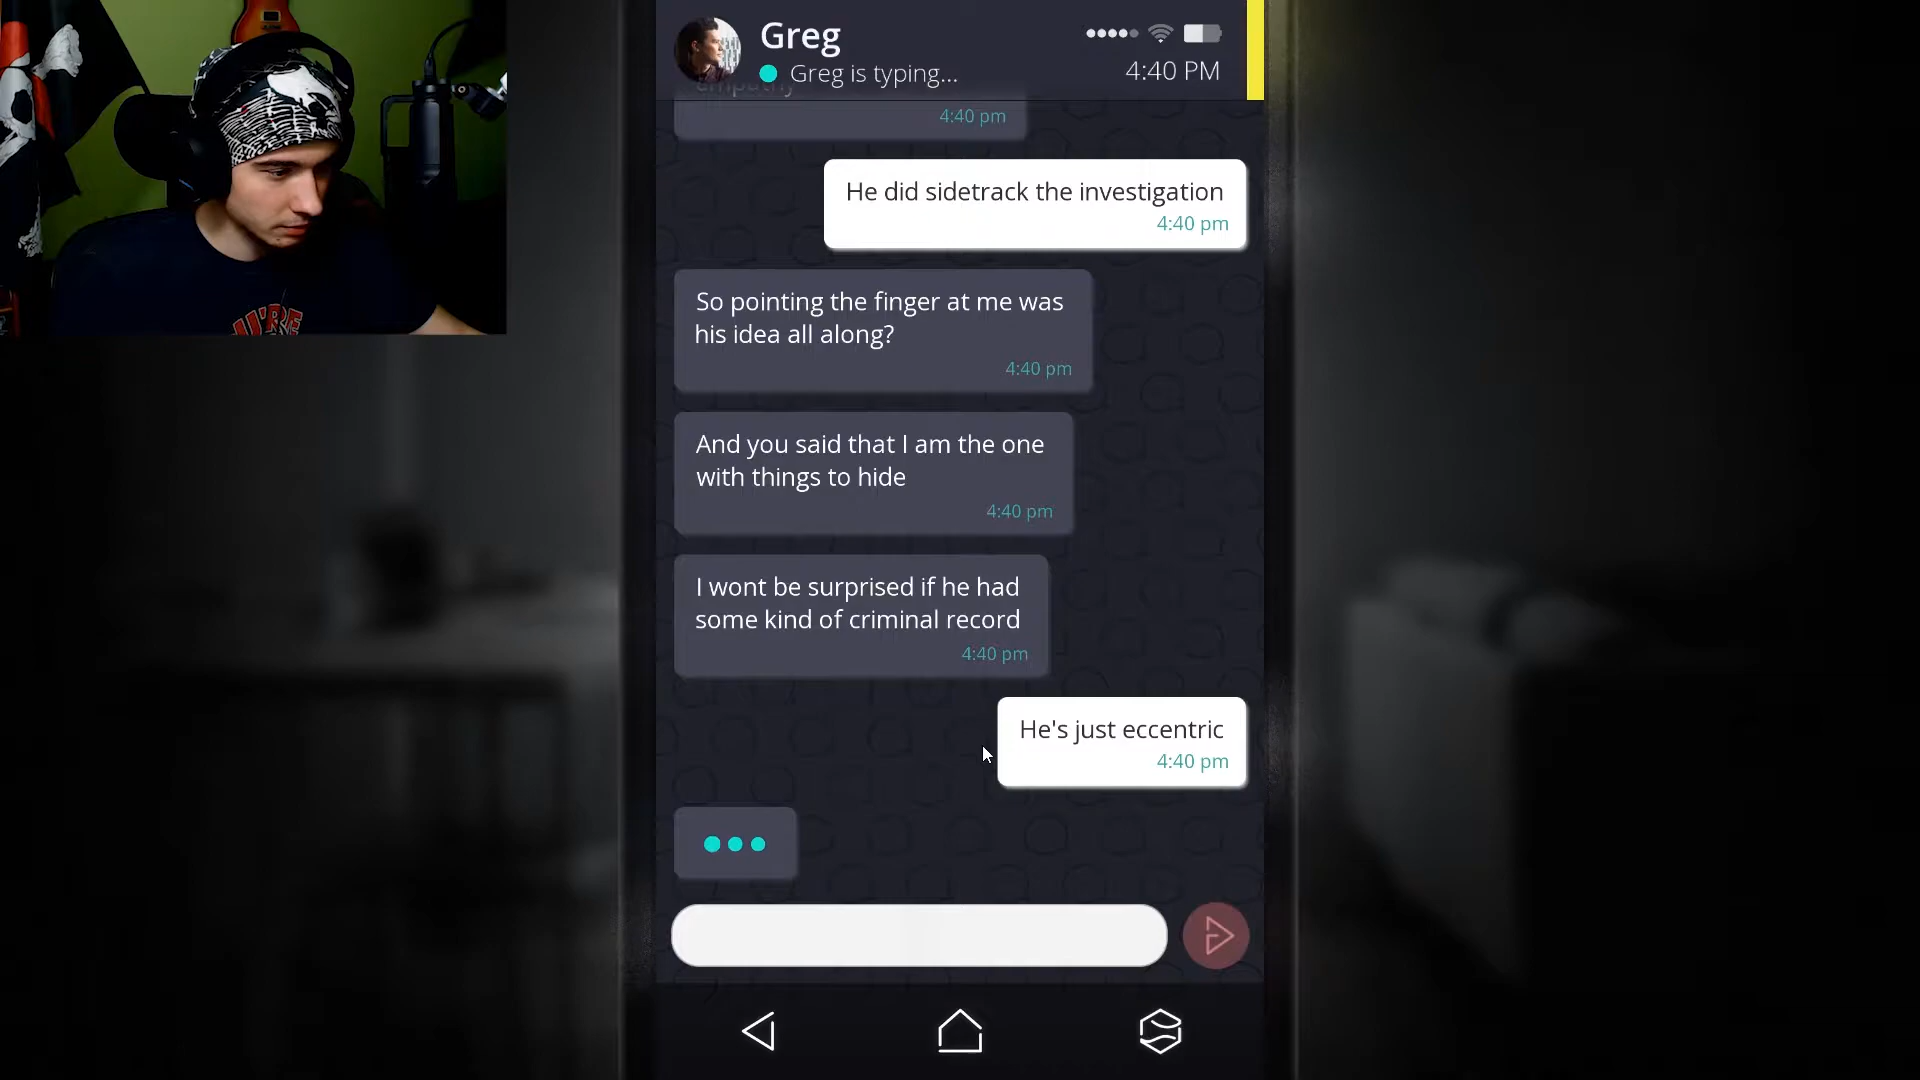 Greg
Greg is typing...
4:40 PM
empathy
4:40 pm
He did sidetrack the investigation
4:40 pm
So pointing the finger at me was
his idea all along?
4:40 pm
And you said that I am the one
with things to hide
4:40 pm
I wont be surprised if he had
some kind of criminal record
4:40 pm
He's just eccentric
4:40 pm
U'RE